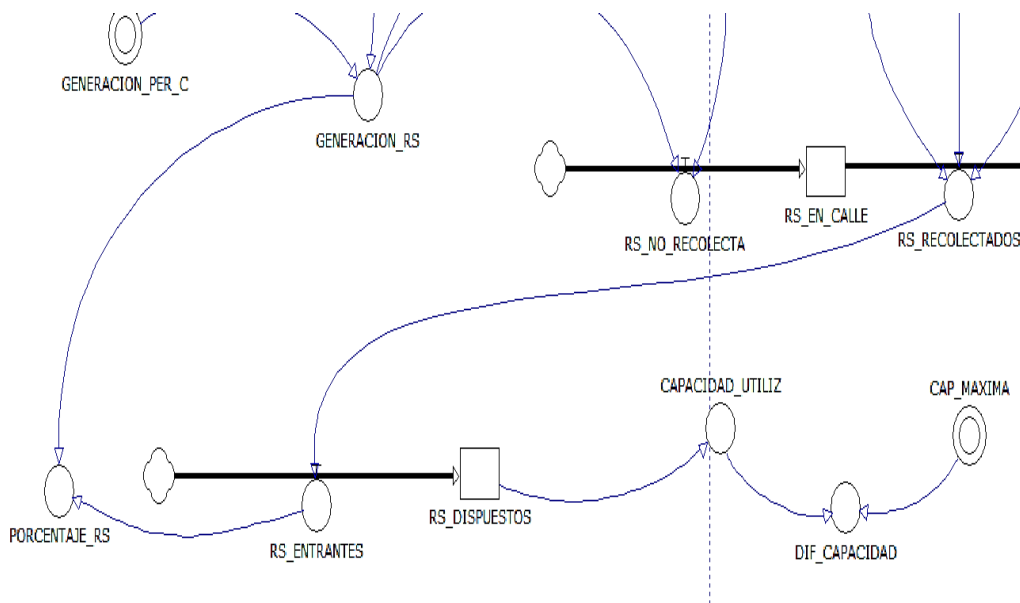 GENERACION_PER_C
GENERACION_RS
RS_EN_CALLE
RS_NO_RECOLECTA
RS_RECOLECTADOS
CAPACIDAD_UTILIZ
CAP_MAXIMA
RS_DISPUESTOS
PORCENTAJE_RS
RS_ENTRANTES
DIF_CAPACIDAD